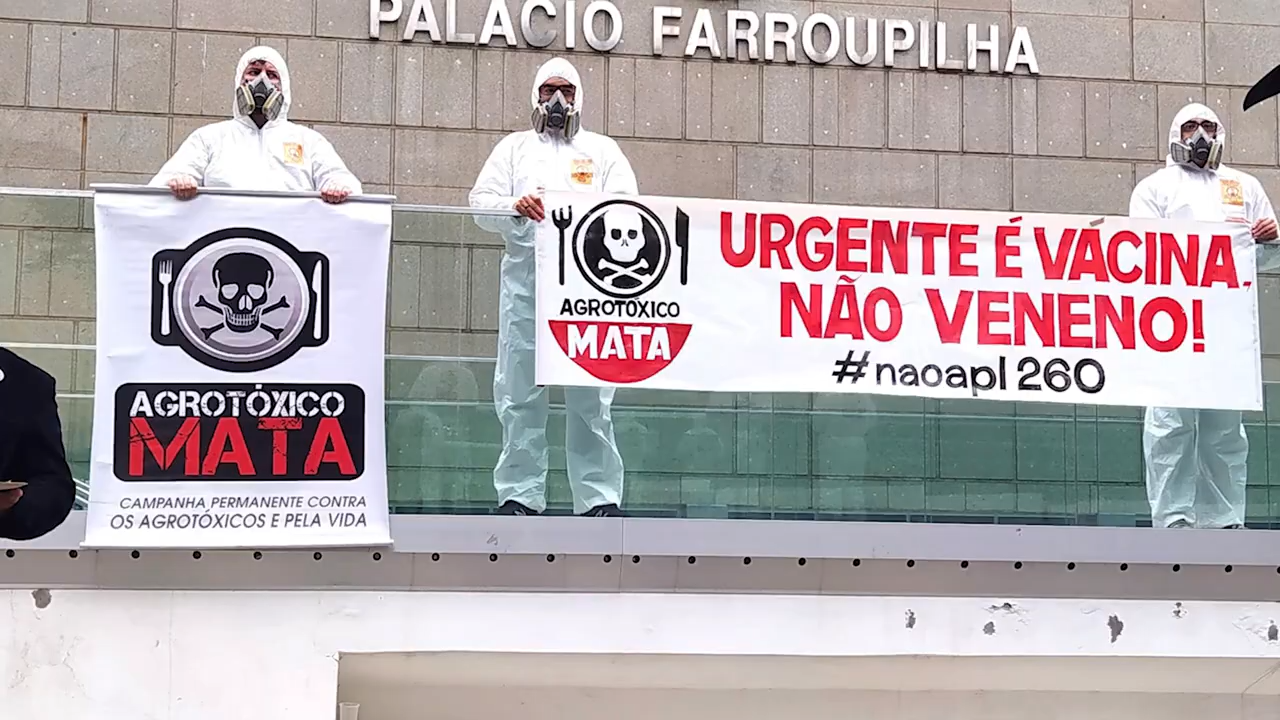 PALÁCIO FARROUPILHA
AGROTÓXICO
MATA
CAMPANHA PERMANENTE CONTRA
OS AGROTÓXICOS E PELA VIDA
AGROTÓXICO
MATA
URGENTE É VACINA,
NÃO VENENO!
#naoapl 260